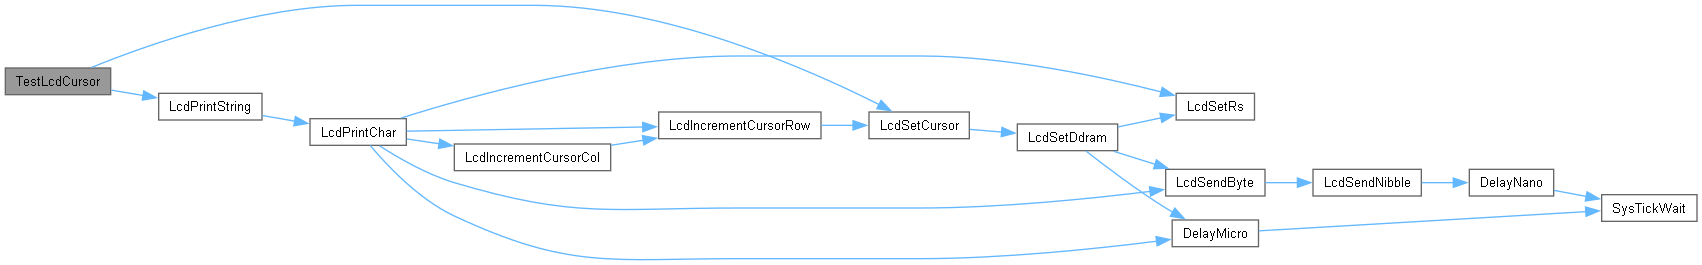 TestLcdCursor
LcdPrintString
LcdPrintChar
LcdIncrementCursorRow
LcdIncrementCursorCol
LcdSetCursor
LcdSetDdram
LcdSetRs
LcdSendByte
LcdSendNibble
DelayNano
SysTickWait
DelayMicro